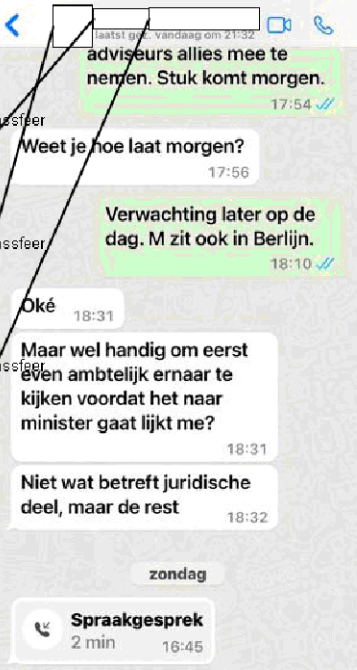 laatst gez. vandaag om 21:32
adviseurs allies mee te
nemen. Stuk komt morgen.
17:54
ssfeer
Weet je hoe laat morgen?
17:56
Verwachting later op de
dag. M zit ook in Berlijn.
18:10
ssfeer
Oké 18:31
Maar wel handig om eerst
ssfeer
even ambtelijk ernaar te
kijken voordat het naar
minister gaat lijkt me?
18:31
Niet wat betreft juridische
deel, maar de rest 18:32
zondag
Spraakgesprek
2 min 16:45